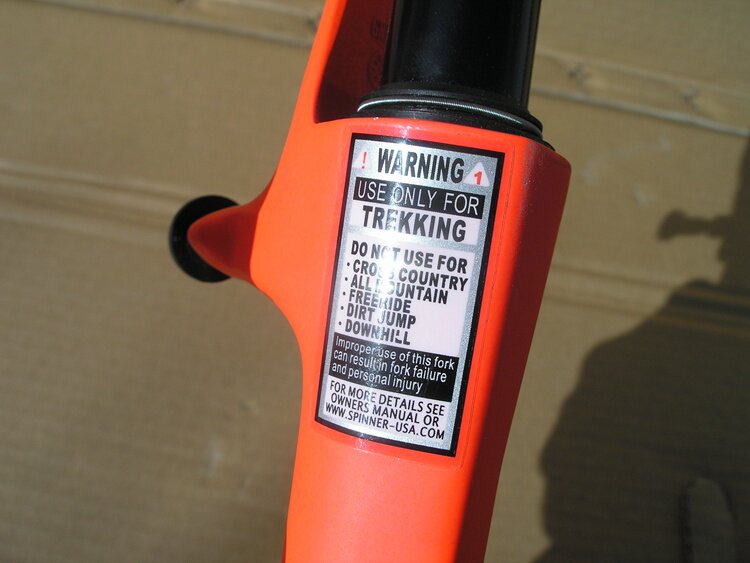 ! WARNING 1
USE ONLY FOR
TREKKING
DO NOT USE FOR
· CROSS COUNTRY
· ALL MOUNTAIN
· FREERIDE
· DIRT JUMP
· DOWNHILL
Improper use of this fork
can result in fork failure
and personal injury
FOR MORE DETAILS SEE
OWNERS MANUAL OR
WWW.SPINNER-USA.COM